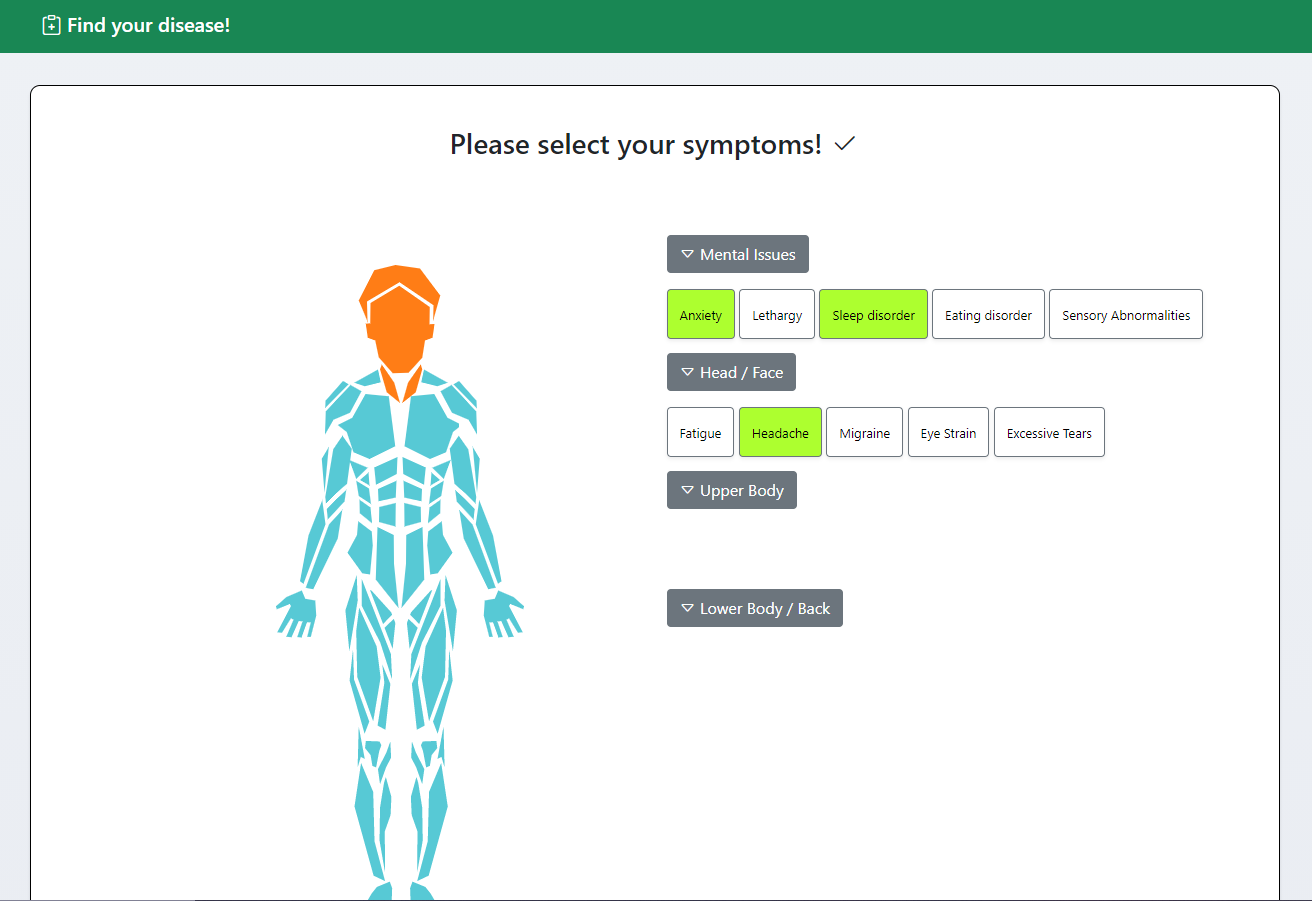 Find your disease!
Please select your symptoms!
Mental Issues
Anxiety Lethargy Sleep disorder Eating disorder Sensory Abnormalities
Head / Face
Fatigue Headache Migraine Eye Strain Excessive Tears
Upper Body
Lower Body / Back